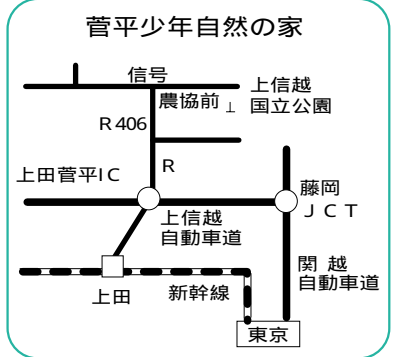 菅平少年自然の家
信号
農協前
上信越
国立公園
R406
R
上田菅平IC
上信越
自動車道
藤岡
JCT
関越
自動車道
上田
新幹線
東京